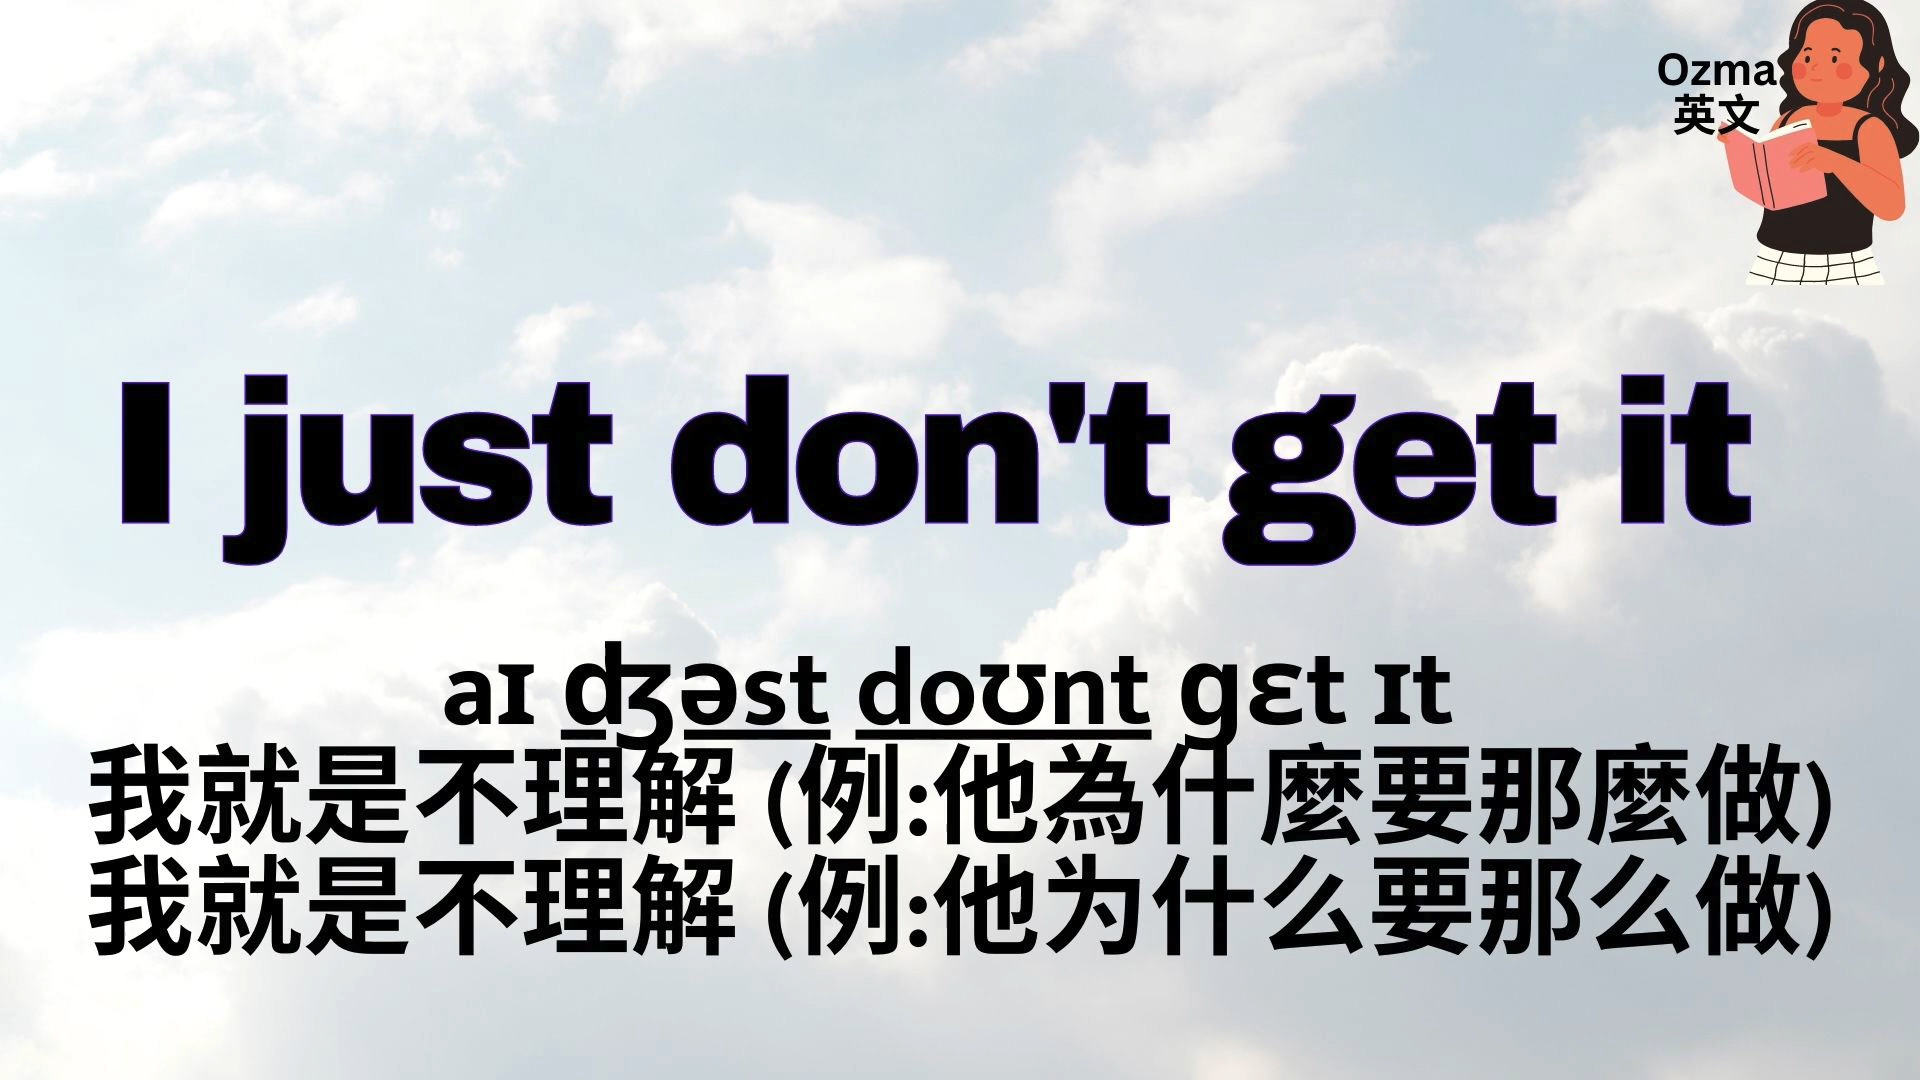 Ozma
英文
I just don't get it
aɪ ʤəst doʊnt gɛt ɪt
我就是不理解 (例:他為什麼要那麼做)
我就是不理解 (例:他为什么要那么做)